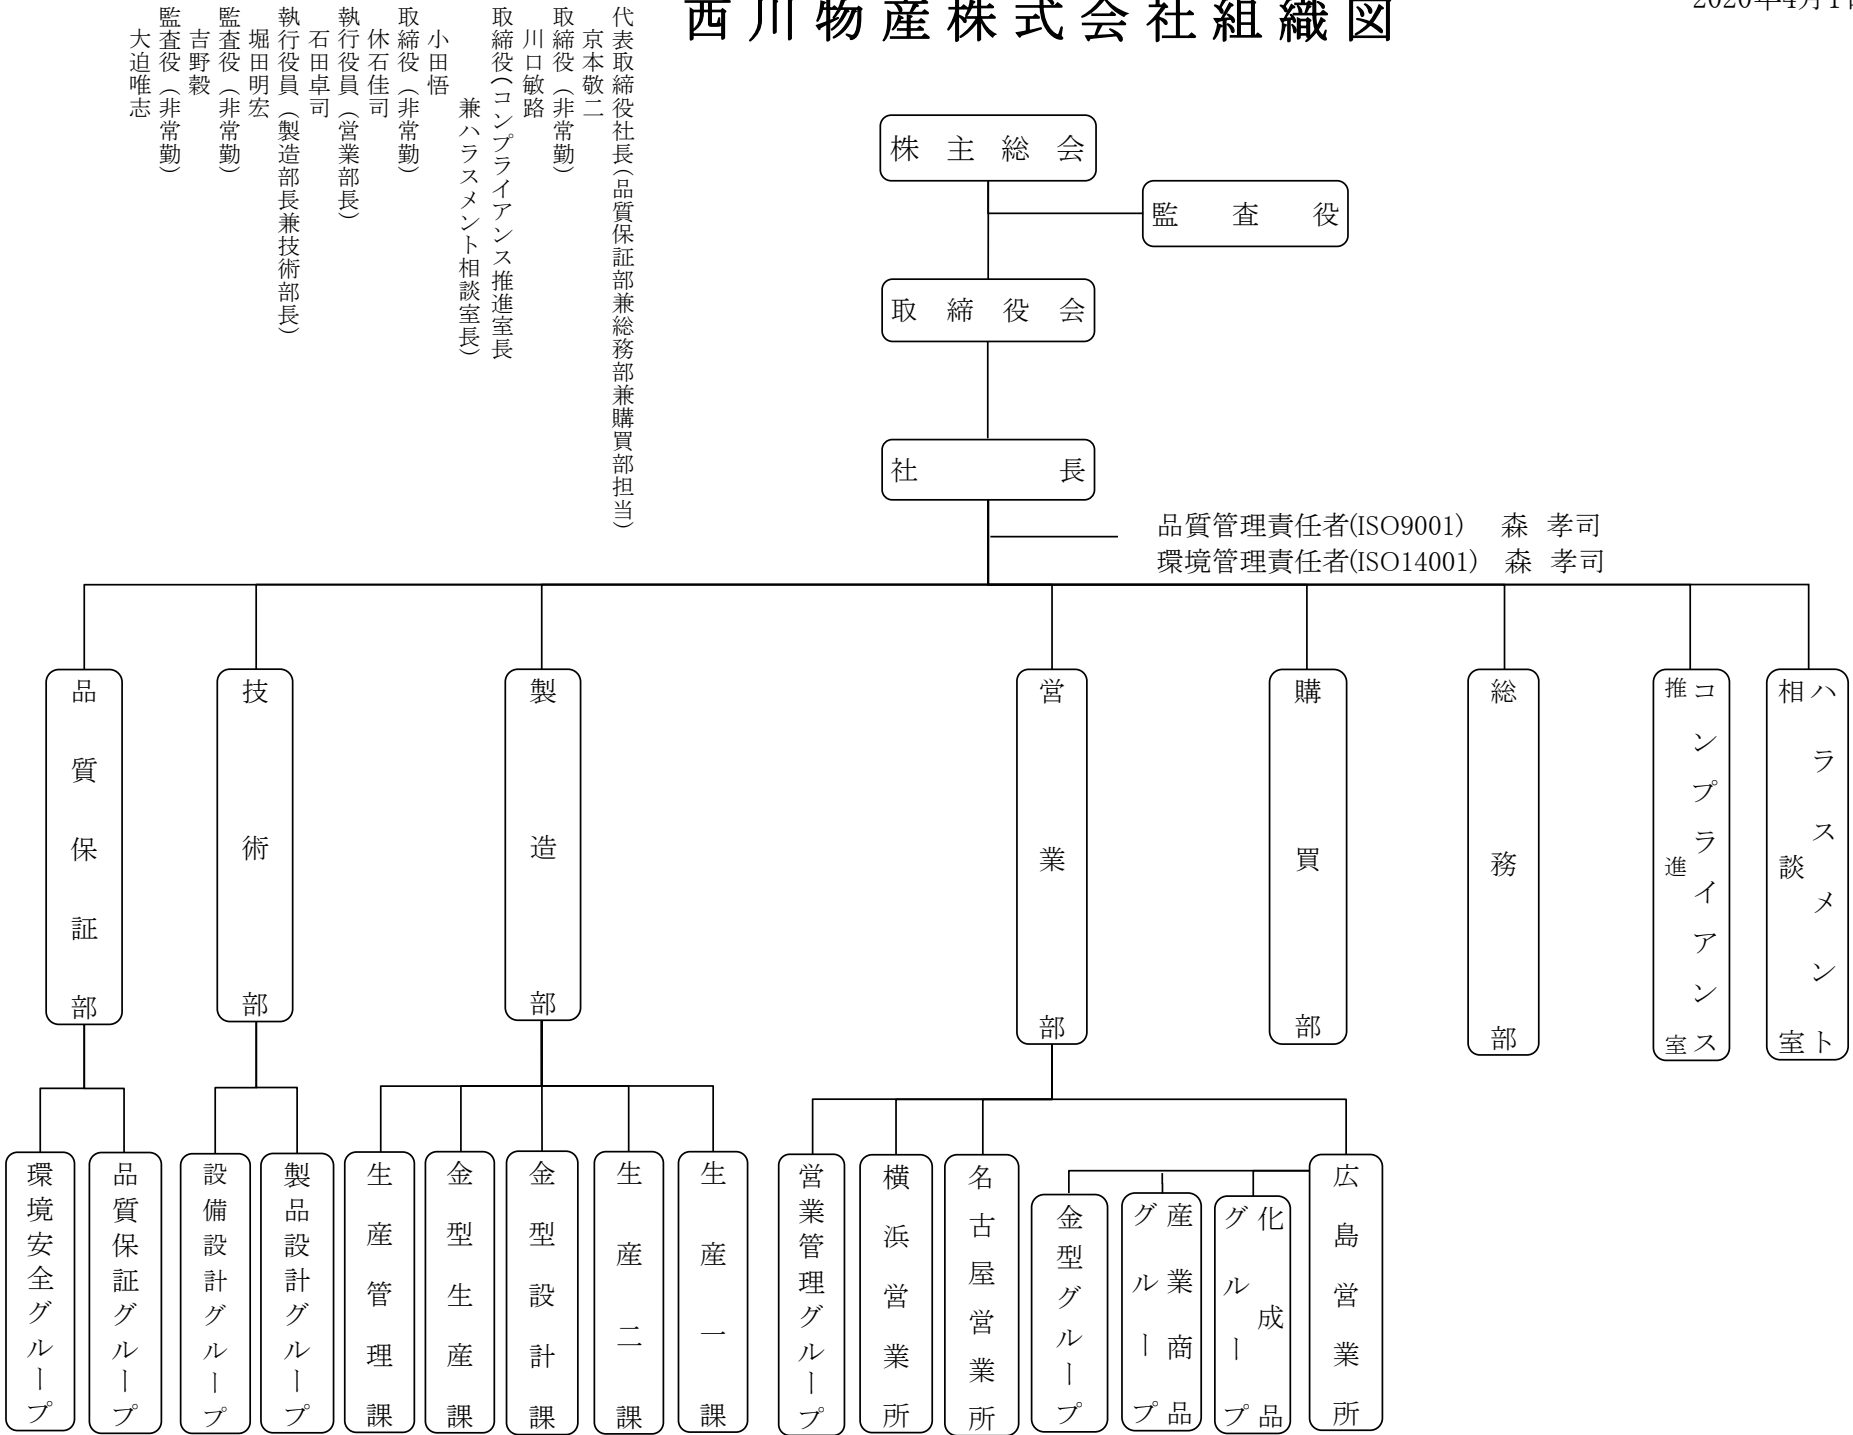 西川物産株式会社組織図
2020年4月1日
代表取締役社長(品質保証部兼総務部兼購買部担当)
京本敬二
取締役(非常勤)
川口敏路
取締役(コンプライアンス推進室長
兼ハラスメント相談室長)
小田悟
取締役(非常勤)
休石佳司
執行役員(営業部長)
石田卓司
執行役員(製造部長兼技術部長)
堀田明宏
監査役(非常勤)
吉野毅
監査役(非常勤)
大迫唯志
株主総会
監査役
取締役会
社長
品質管理責任者(ISO9001) 森 孝司
環境管理責任者(ISO14001) 森 孝司
ハラスメント
相談室
コンプライアンス
推進室
総務部
購買部
営業部
製造部
技術部
品質保証部
広島営業所
化成品
グループ
産業商品
グループ
金型グループ
名古屋営業所
横浜営業所
営業管理グループ
生産一課
生産二課
金型設計課
金型生産課
生産管理課
製品設計グループ
設備設計グループ
品質保証グループ
環境安全グループ